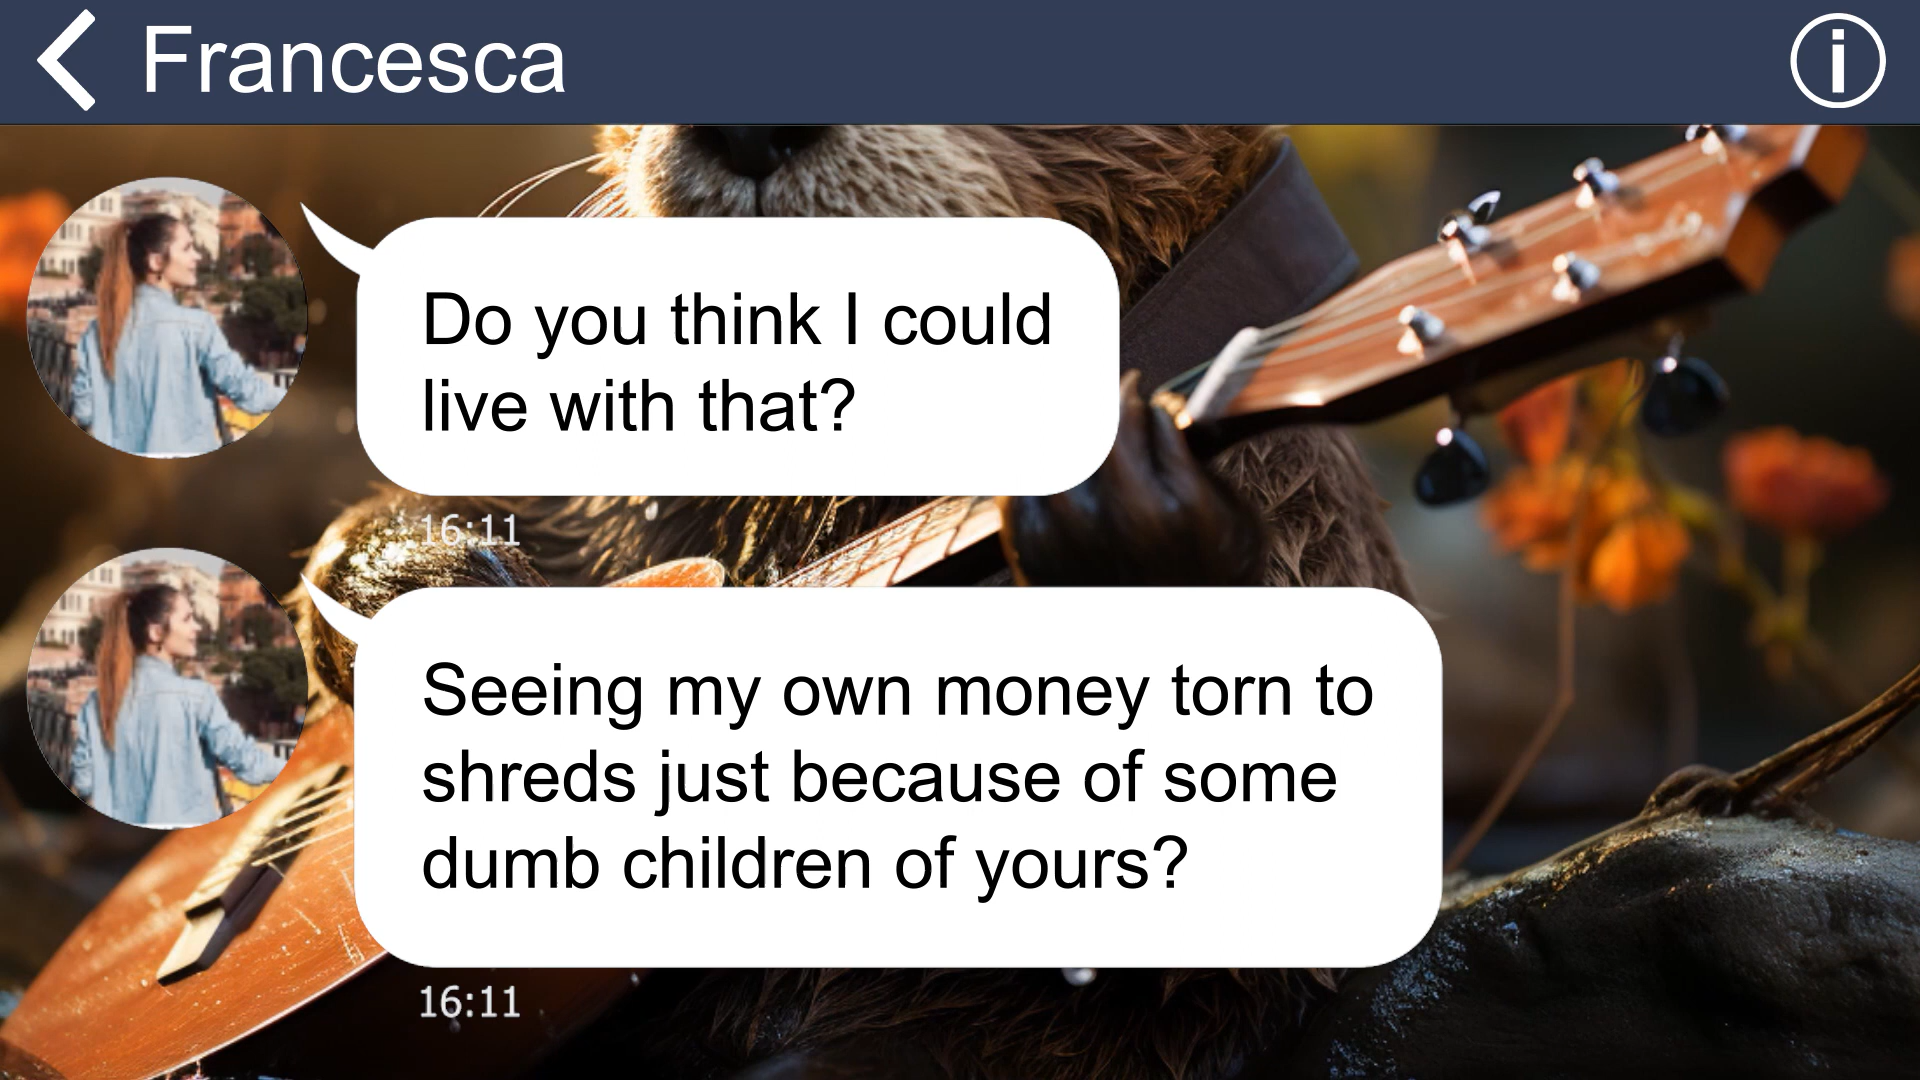 Francesca
Do you think I could
live with that?
16:11
Seeing my own money torn to
shreds just because of some
dumb children of yours?
16:11